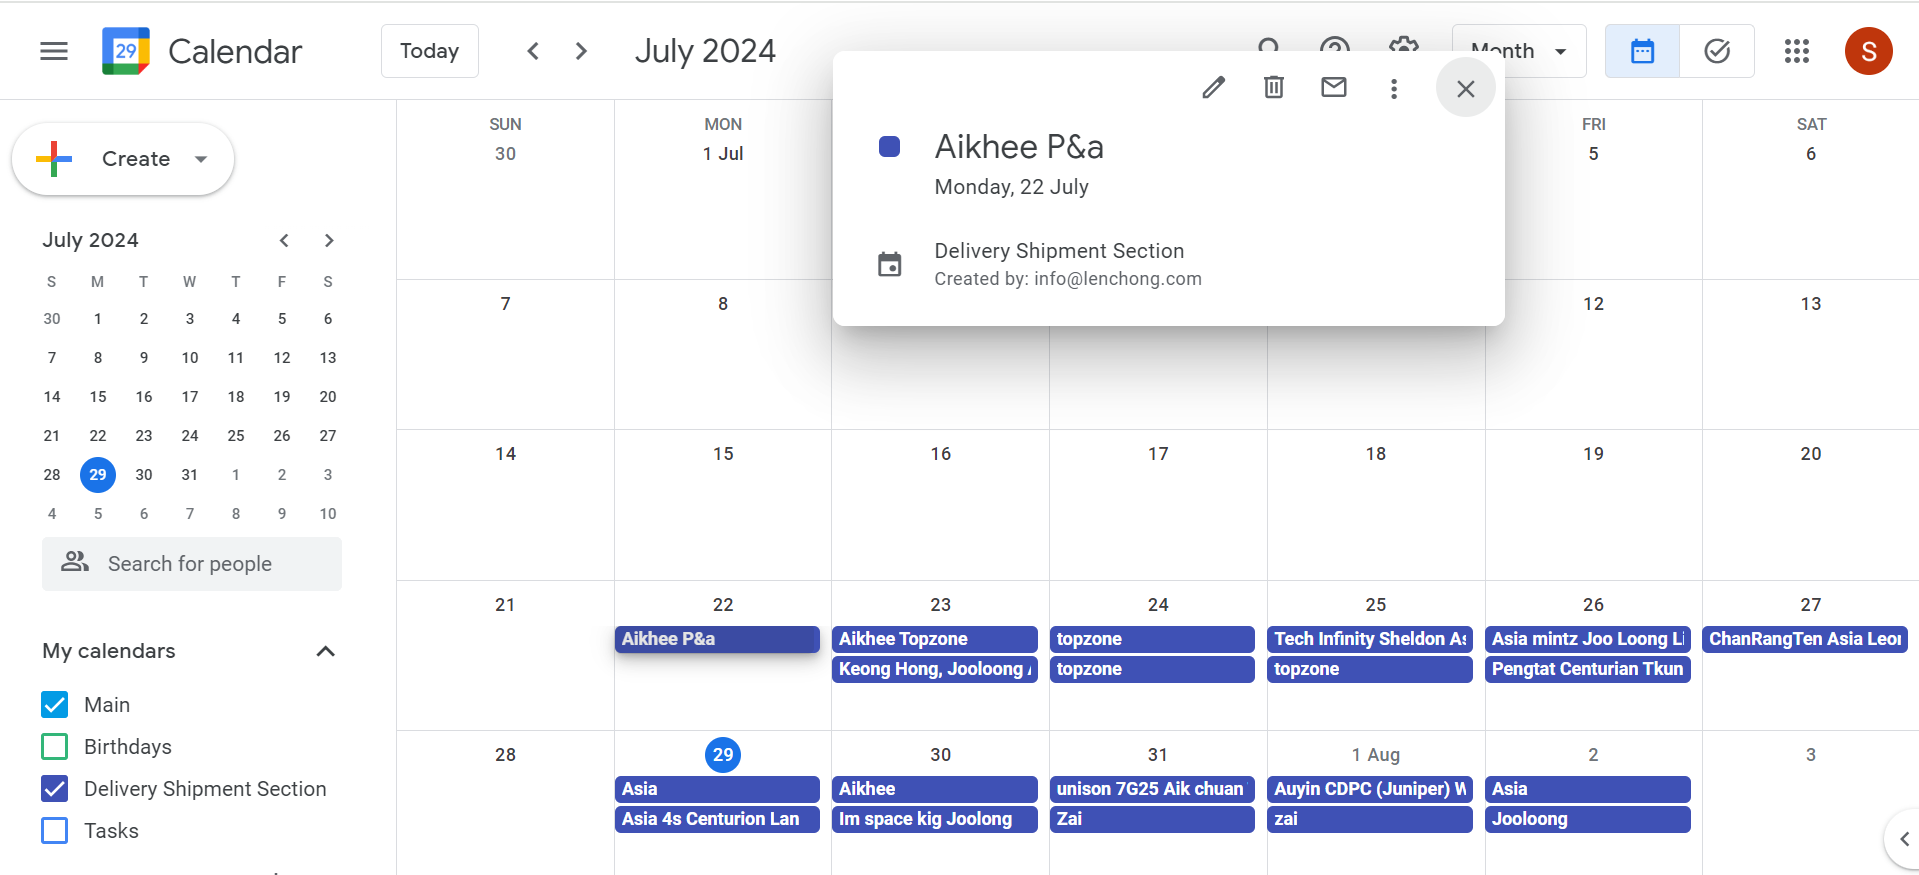 29 Calendar Today July 2024 Month S
Create
July 2024
S M T W T F S
30 1 2 3 4 5 6
7 8 9 10 11 12 13
14 15 16 17 18 19 20
21 22 23 24 25 26 27
28 29 30 31 1 2 3
4 5 6 7 8 9 10
Search for people
My calendars
Main
Birthdays
Delivery Shipment Section
Tasks
Aikhee P&a
Monday, 22 July
Delivery Shipment Section
Created by: info@lenchong.com
SUN MON FRI SAT
30 1 Jul 5 6
7 8 12 13
14 15 16 17 18 19 20
21 22 23 24 25 26 27
Aikhee P&a Aikhee Topzone topzone Tech Infinity Sheldon As Asia mintz Joo Loong Li ChanRangTen Asia Leon
Keong Hong, Jooloong topzone topzone Pengtat Centurian Tkun
28 29 30 31 1 Aug 2 3
Asia Aikhee unison 7G25 Aik chuan Auyin CDPC (Juniper) W Asia
Asia 4s Centurion Lan Im space kig Joolong Zai zai Jooloong